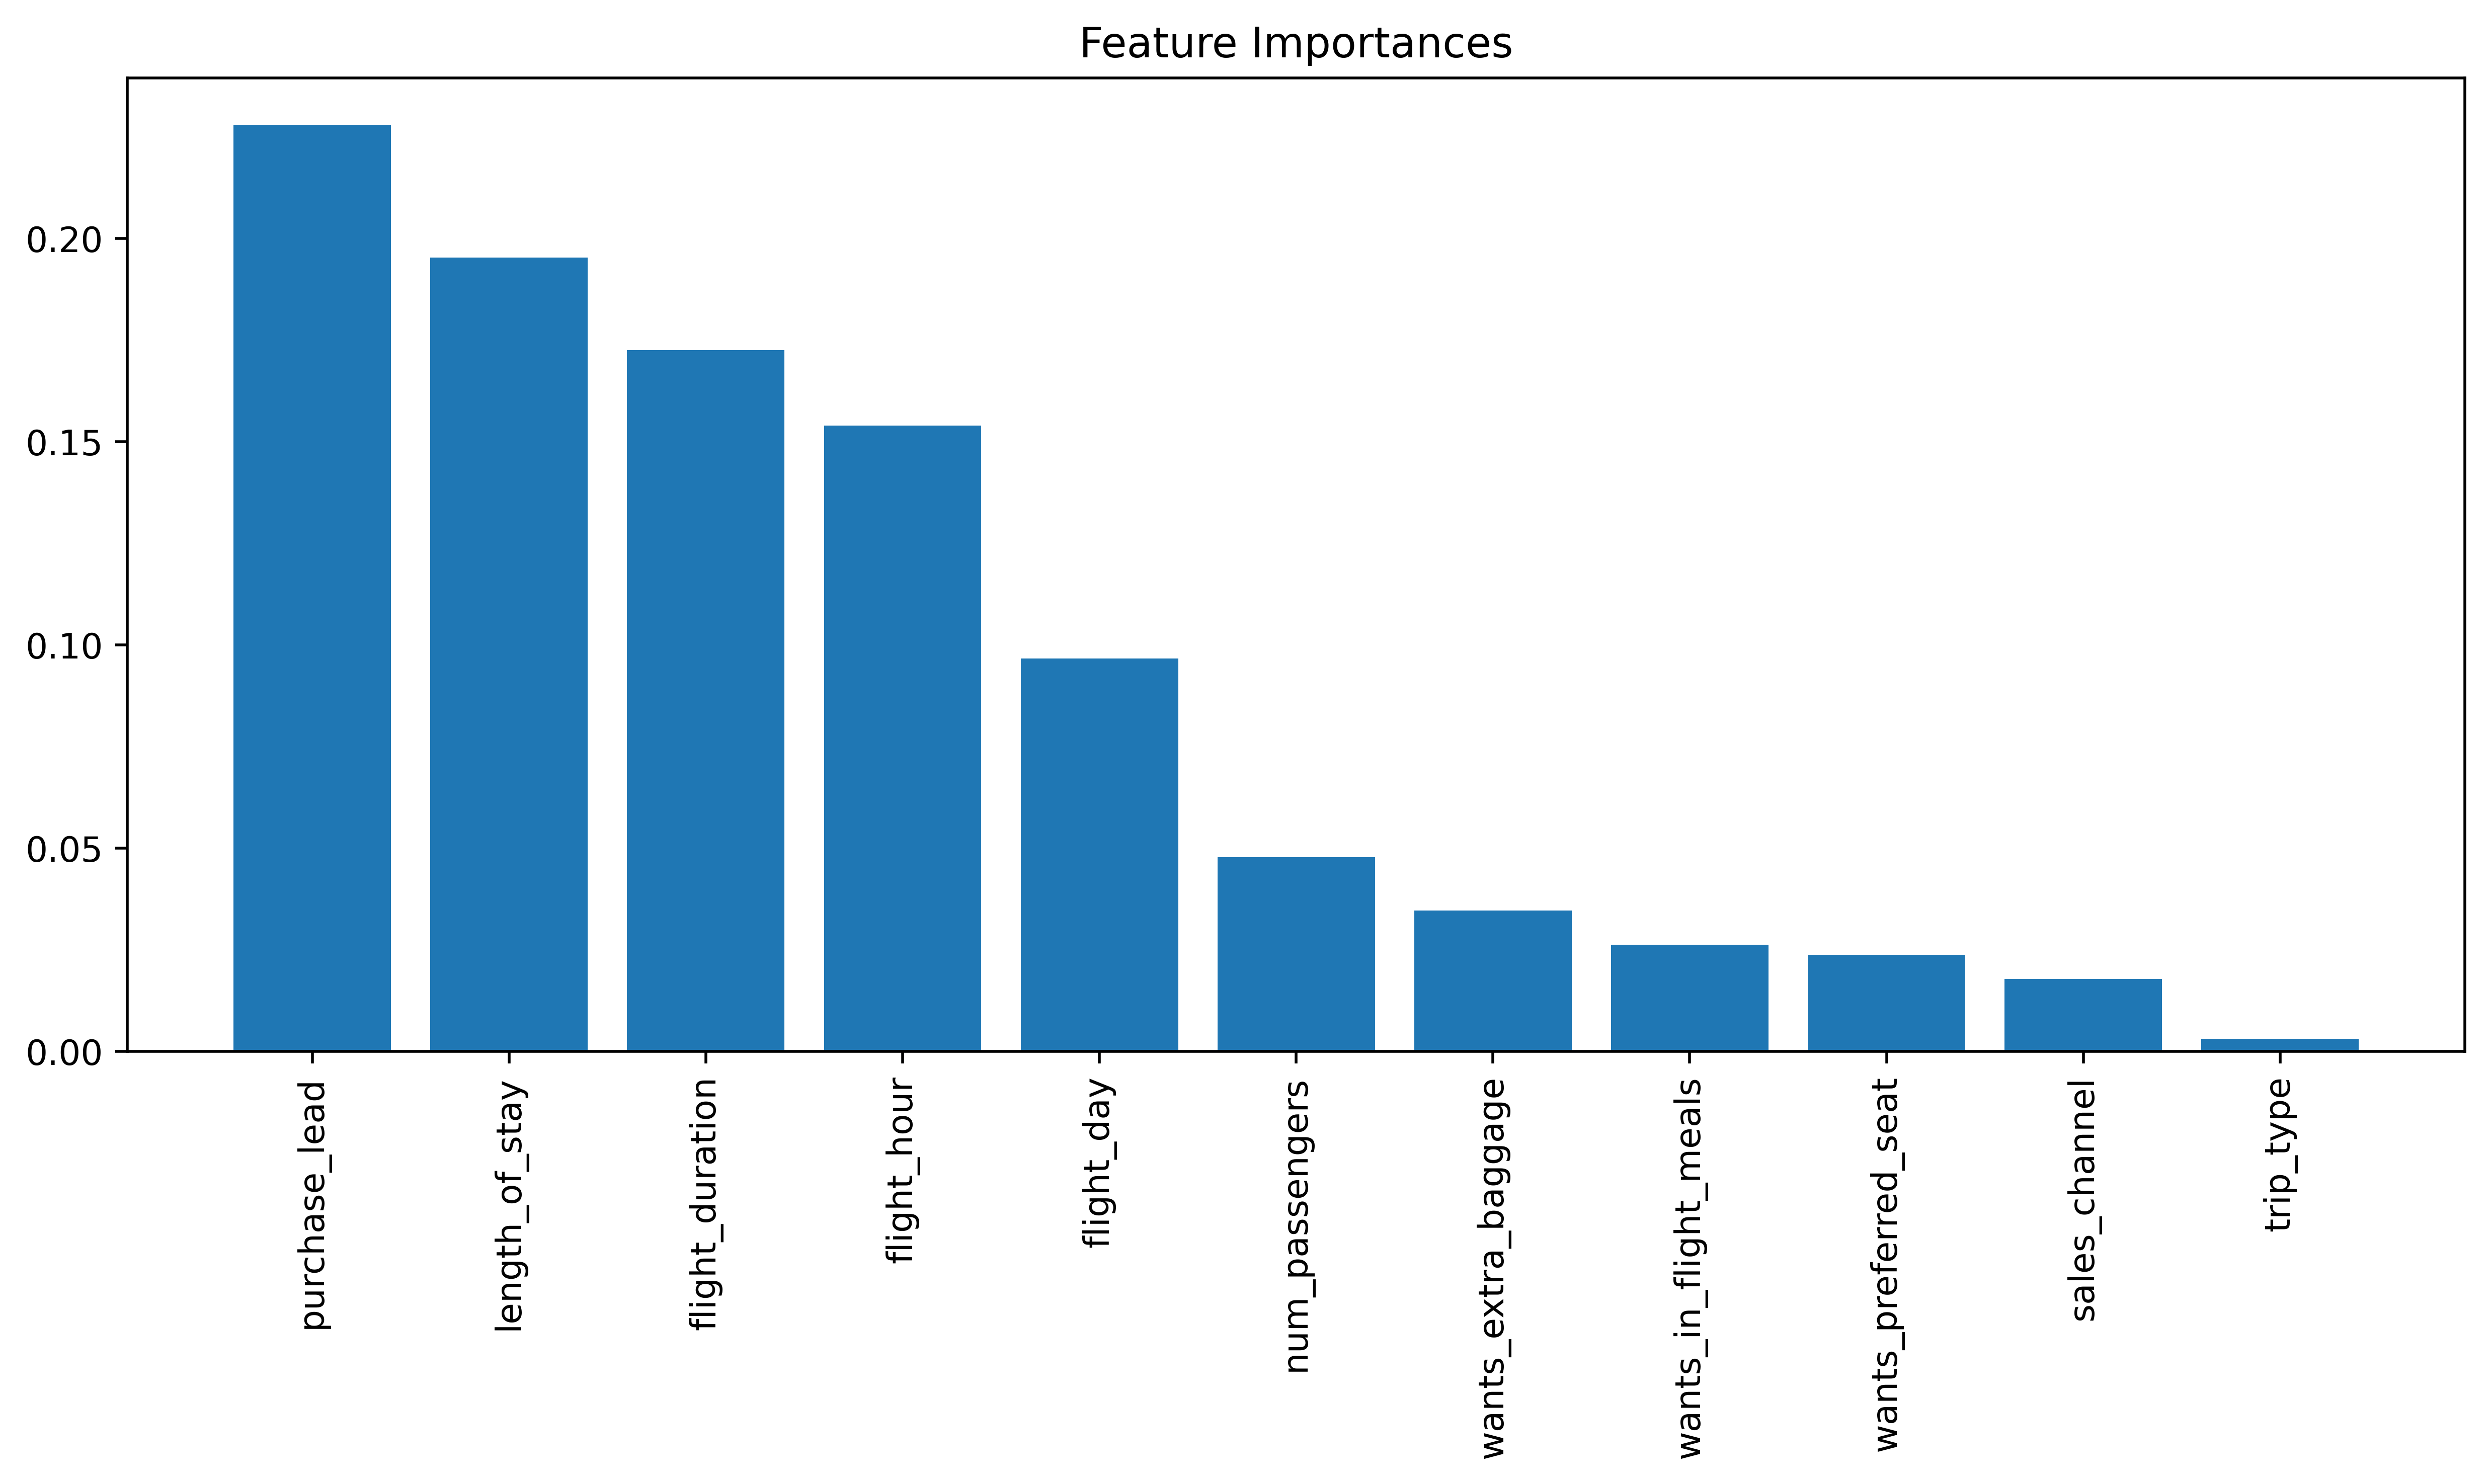 Feature Importances
0.20
0.15
0.10
0.05
0.00
purchase_lead
length_of_stay
flight_duration
flight_hour
flight_day
num_passengers
wants_extra_baggage
wants_in_flight_meals
wants_preferred_seat
sales_channel
trip_type